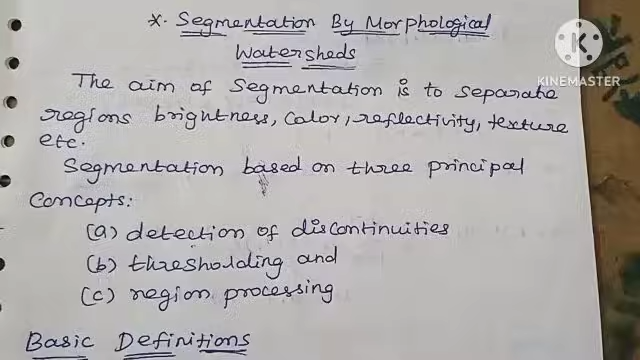 *. Segmentation By Morphological
Watersheds
The aim of segmentation is to separate
regions brightness, color, reflectivity, texture
etc.
Segmentation based on three principal
concepts:
(a) detection of discontinuities
(b) thresholding and
(c) region processing
Basic Definitions
KINEMASTER